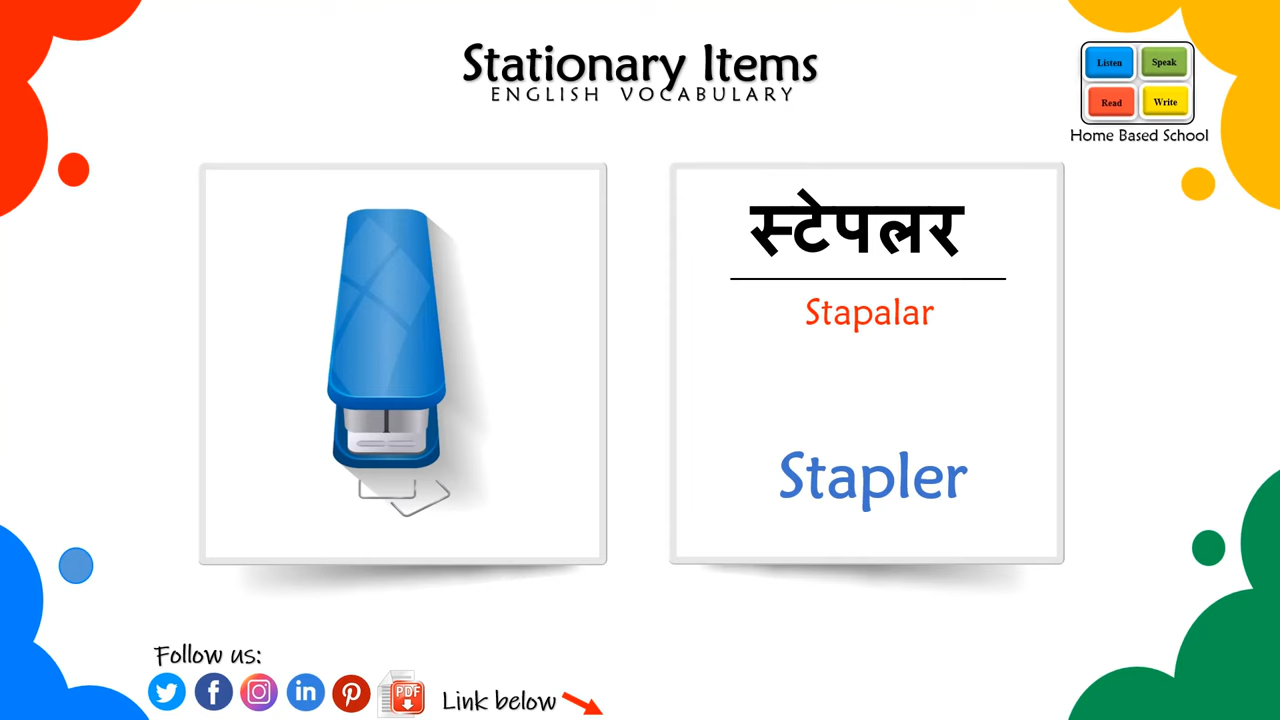 Stationary Items
ENGLISH VOCABULARY
Listen
Speak
Read
Write
Home Based School
स्टेपलर
Stapalar
Stapler
Follow us:
PDF
Link below